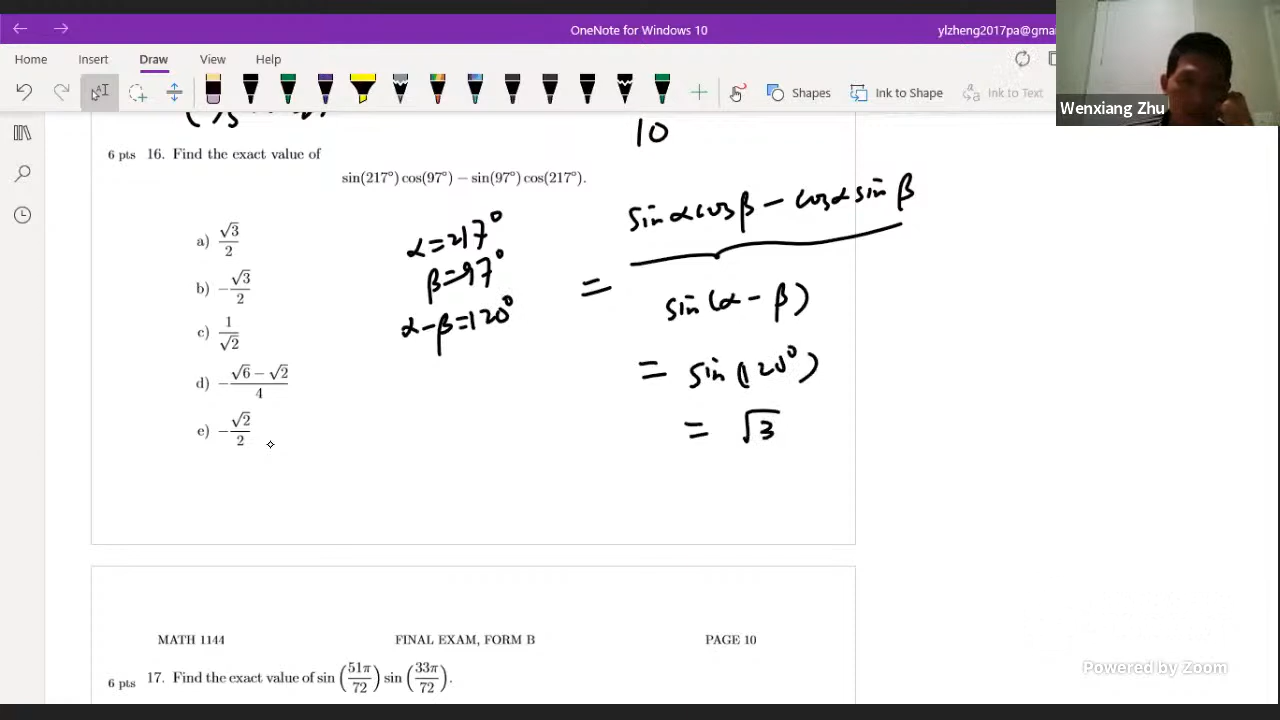 OneNote for Windows 10
ylzheng2017pa@gma
Home Insert Draw View Help
Shapes Ink to Shape Ink to Text
Wenxiang Zhu
10
6 pts 16. Find the exact value of
sin(217°) cos(97°) − sin(97°) cos(217°).
a) √3/2
b) −√3/2
c) 1/√2
d) −(√6 − √2)/4
e) −√2/2
α=217°
β=97°
α−β=120°
sin α cos β − cos α sin β
= sin(α − β)
= sin(120°)
= √3
MATH 1144 FINAL EXAM, FORM B PAGE 10
6 pts 17. Find the exact value of sin(51π/72) sin(33π/72).
Powered by Zoom